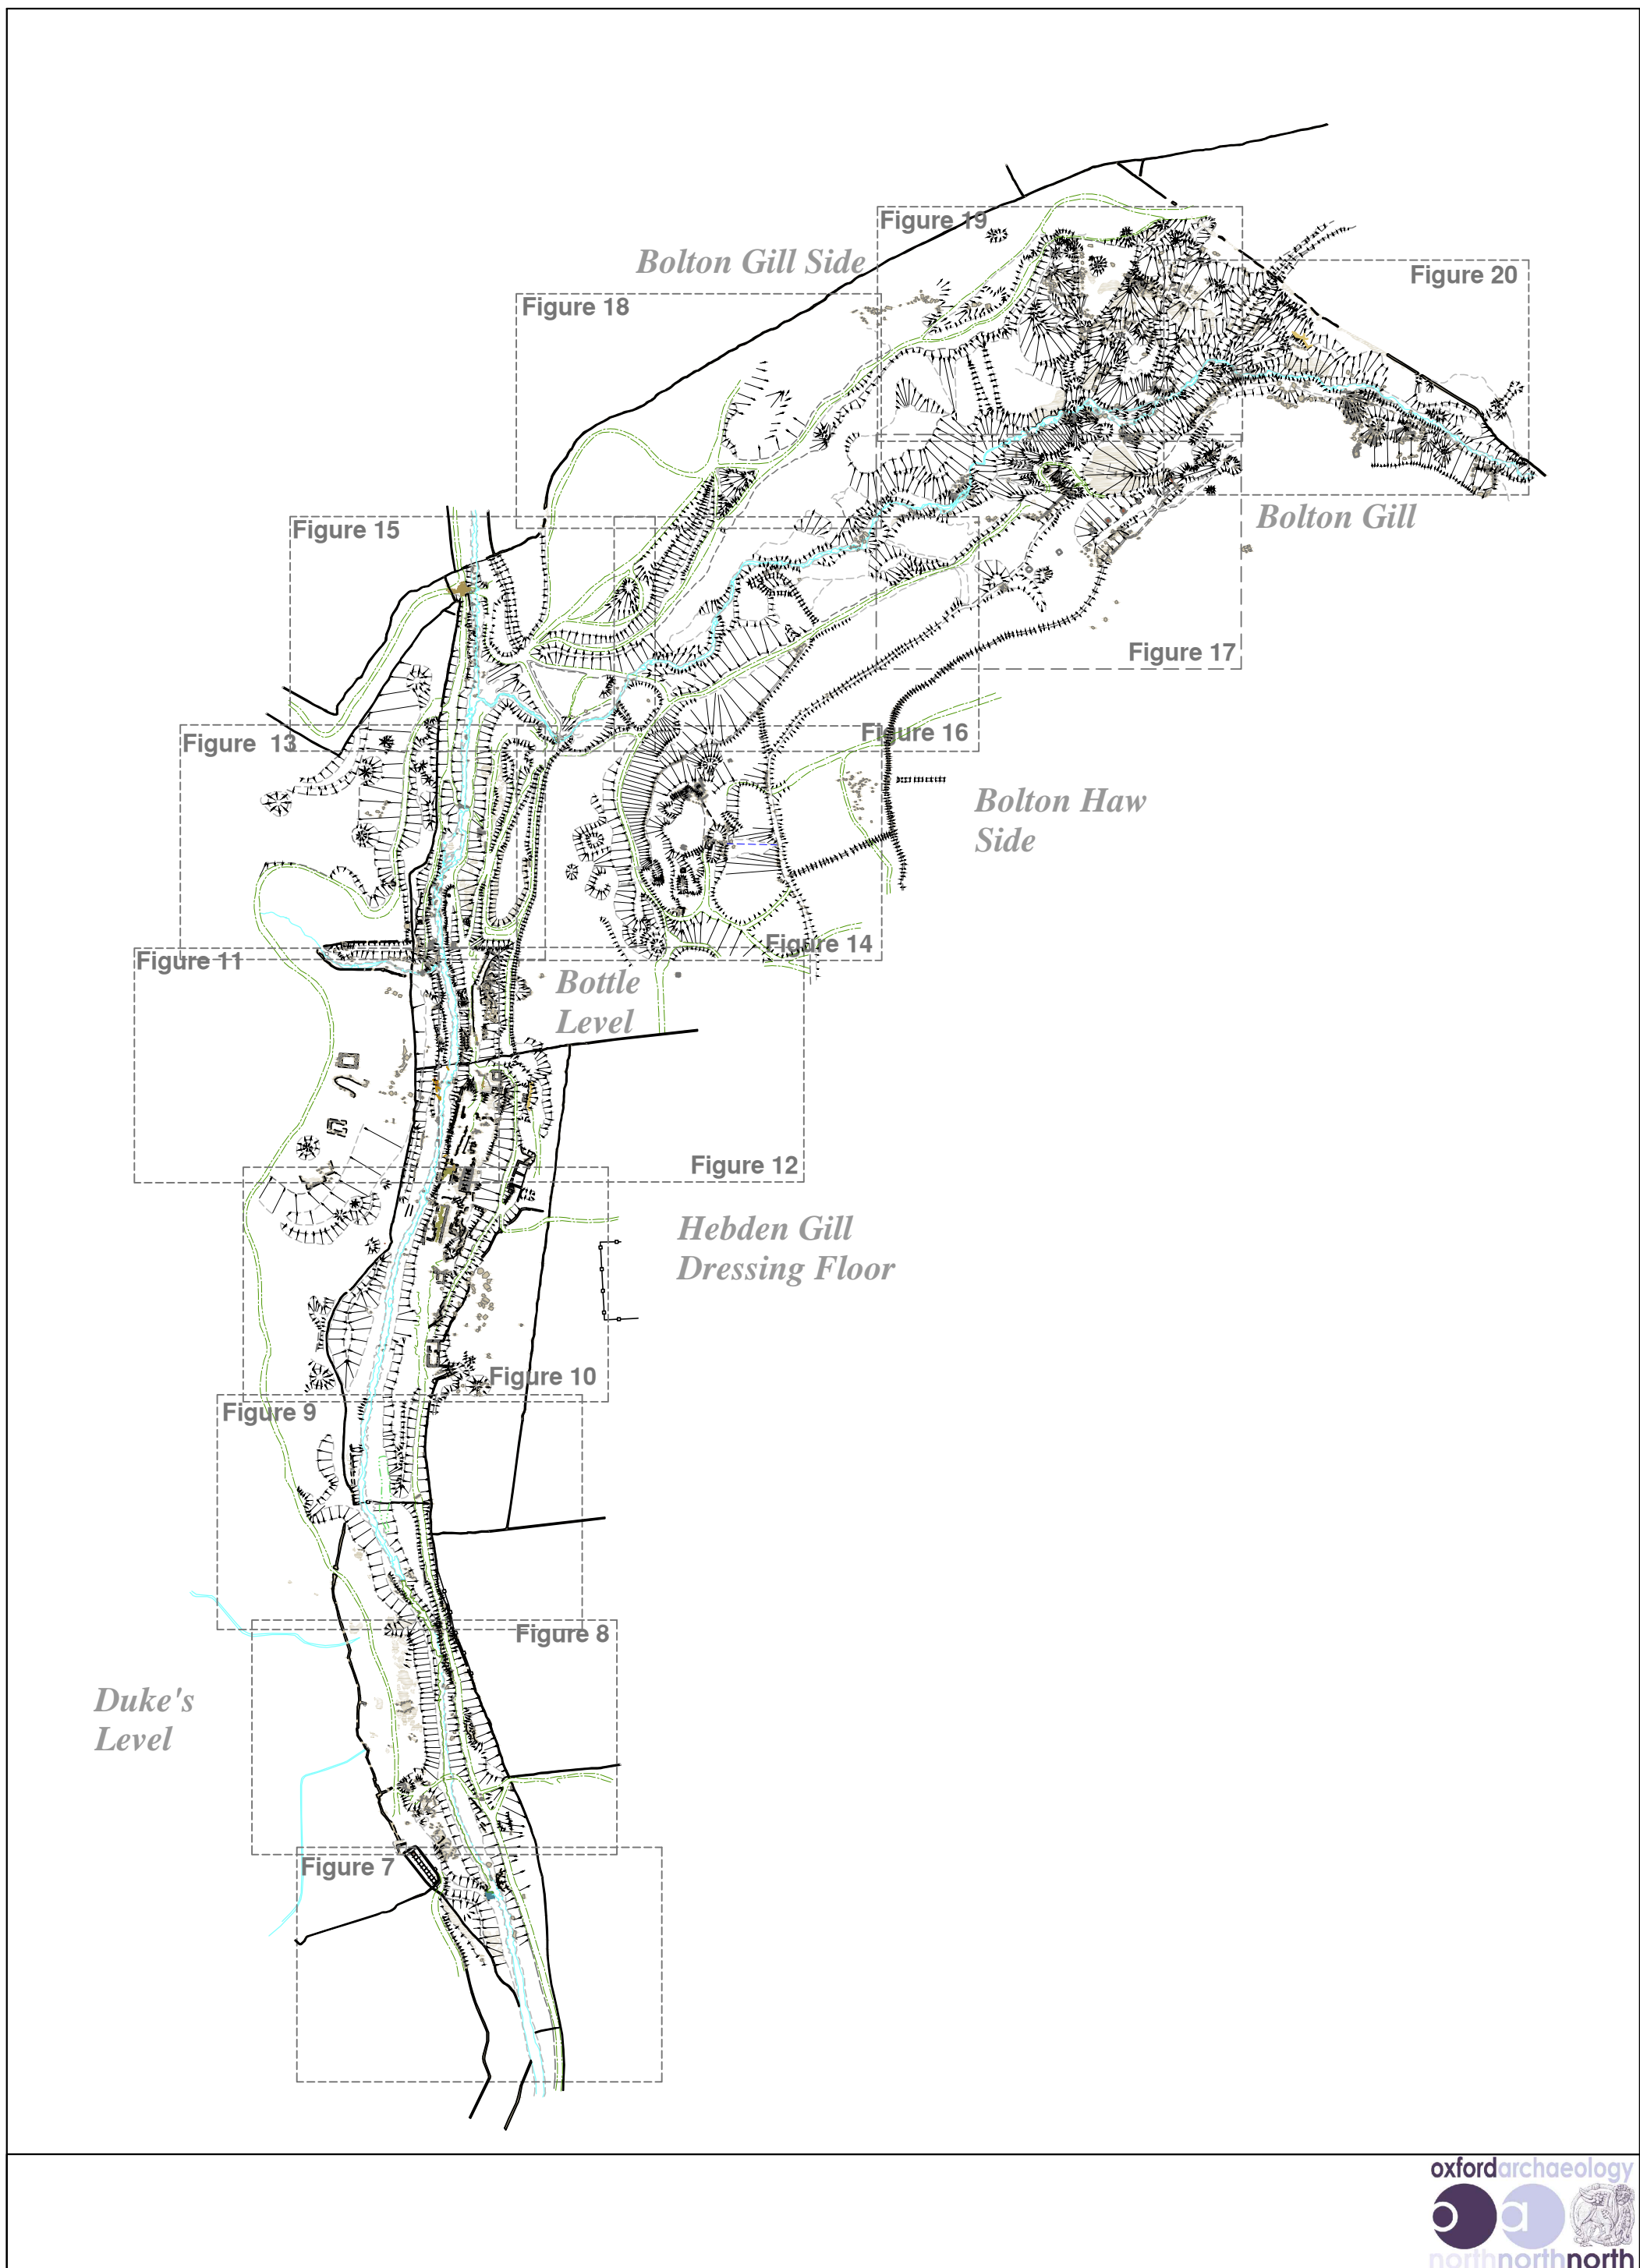 Figure 19
Bolton Gill Side
Figure 20
Figure 18
Bolton Gill
Figure 15
Figure 17
Figure 16
Figure 13
Bolton Haw
Side
Figure 14
Figure 11
Bottle
Level
Figure 12
Hebden Gill
Dressing Floor
Figure 10
Figure 9
Figure 8
Duke's
Level
Figure 7
oxfordarchaeology
o a
northnorthnorth